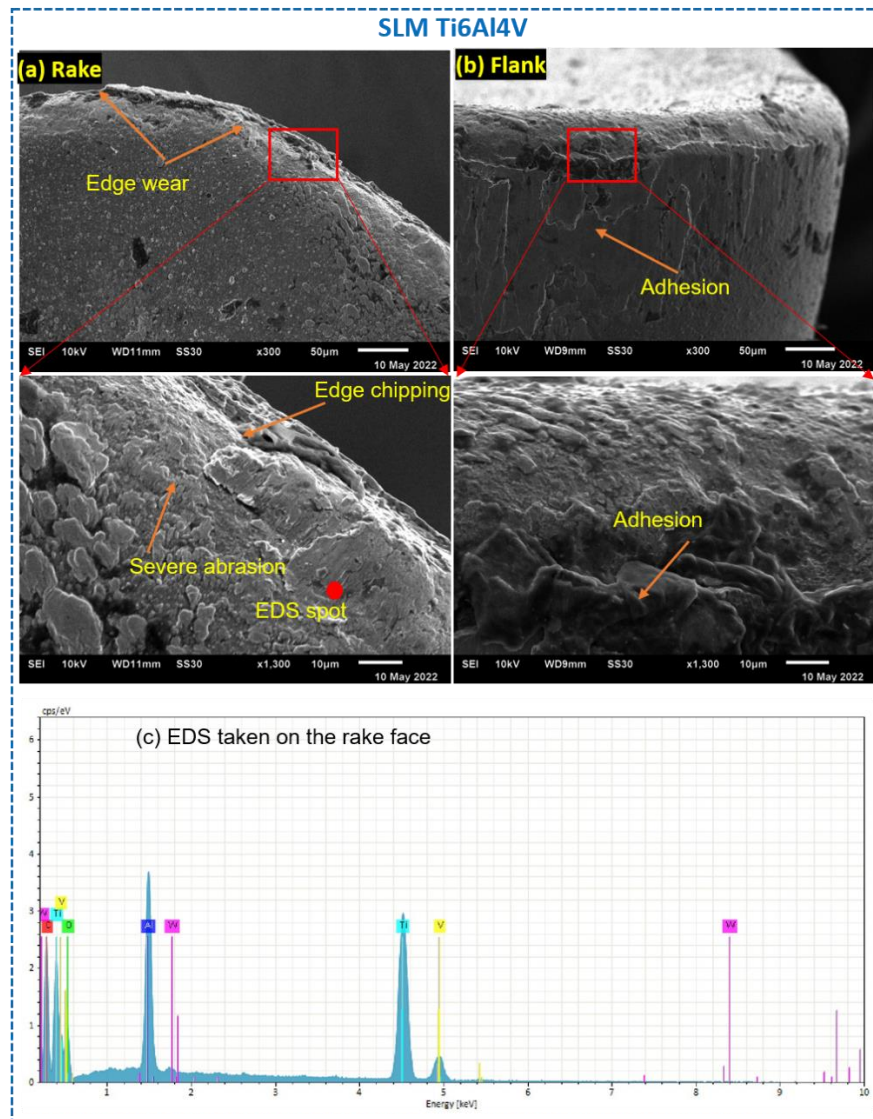 SLM Ti6Al4V
(a) Rake
Edge wear
SEI 10kV WD11mm SS30 x300 50µm
10 May 2022
(b) Flank
Adhesion
SEI 10kV WD9mm SS30 x300 50µm
10 May 2022
Edge chipping
Severe abrasion
EDS spot
SEI 10kV WD11mm SS30 x1,300 10µm
10 May 2022
Adhesion
SEI 10kV WD9mm SS30 x1,300 10µm
10 May 2022
cps/eV
(c) EDS taken on the rake face
6
5
4
3
2
1
0
V
W C Ti O Al W Ti V W
1 2 3 4 5 6 7 8 9 10
Energy [keV]